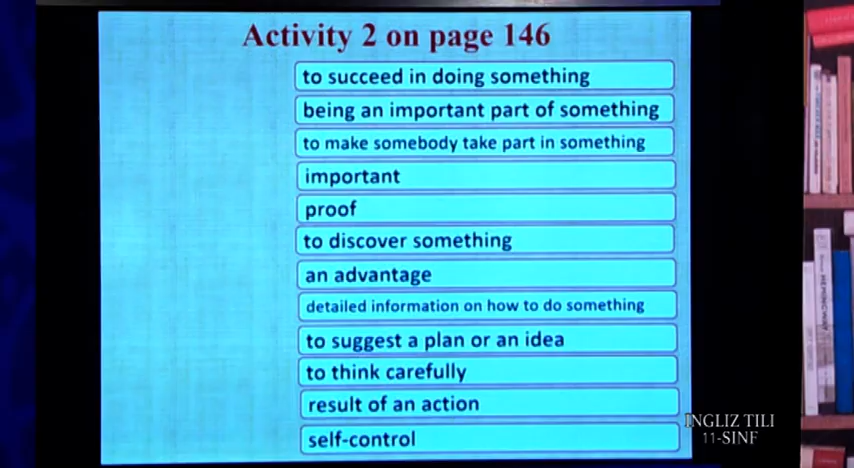 Activity 2 on page 146
to succeed in doing something
being an important part of something
to make somebody take part in something
important
proof
to discover something
an advantage
detailed information on how to do something
to suggest a plan or an idea
to think carefully
result of an action
self-control
INGLIZ TILI
11-SINF